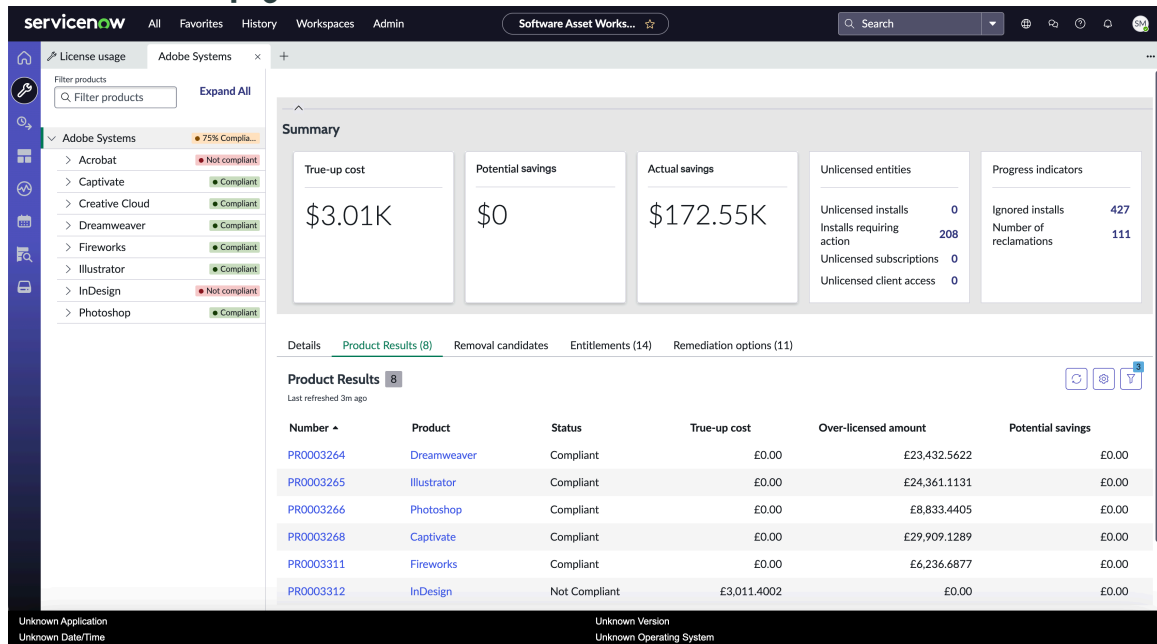 servicenow All Favorites History Workspaces Admin Software Asset Works... Search SM
License usage Adobe Systems × +
Filter products
Filter products Expand All
Adobe Systems 75% Complia...
Acrobat Not compliant
Captivate Compliant
Creative Cloud Compliant
Dreamweaver Compliant
Fireworks Compliant
Illustrator Compliant
InDesign Not compliant
Photoshop Compliant
Summary
True-up cost
$3.01K
Potential savings
$0
Actual savings
$172.55K
Unlicensed entities
Unlicensed installs 0
Installs requiring
action 208
Unlicensed subscriptions 0
Unlicensed client access 0
Progress indicators
Ignored installs 427
Number of
reclamations 111
Details Product Results (8) Removal candidates Entitlements (14) Remediation options (11)
Product Results 8
3
Last refreshed 3m ago
Number Product Status True-up cost Over-licensed amount Potential savings
PR0003264 Dreamweaver Compliant £0.00 £23,432.5622 £0.00
PR0003265 Illustrator Compliant £0.00 £24,361.1131 £0.00
PR0003266 Photoshop Compliant £0.00 £8,833.4405 £0.00
PR0003268 Captivate Compliant £0.00 £29,909.1289 £0.00
PR0003311 Fireworks Compliant £0.00 £6,236.6877 £0.00
PR0003312 InDesign Not Compliant £3,011.4002 £0.00 £0.00
Unknown Application Unknown Version
Unknown Date/Time Unknown Operating System